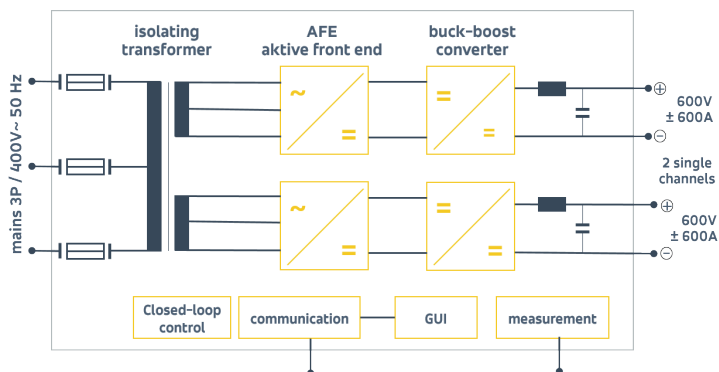 isolating
transformer
AFE
aktive front end
buck-boost
converter
mains 3P / 400V~ 50 Hz
~
=
=
=
+
−
600V
± 600A
2 single
channels
~
=
=
=
+
−
600V
± 600A
Closed-loop
control
communication
GUI
measurement